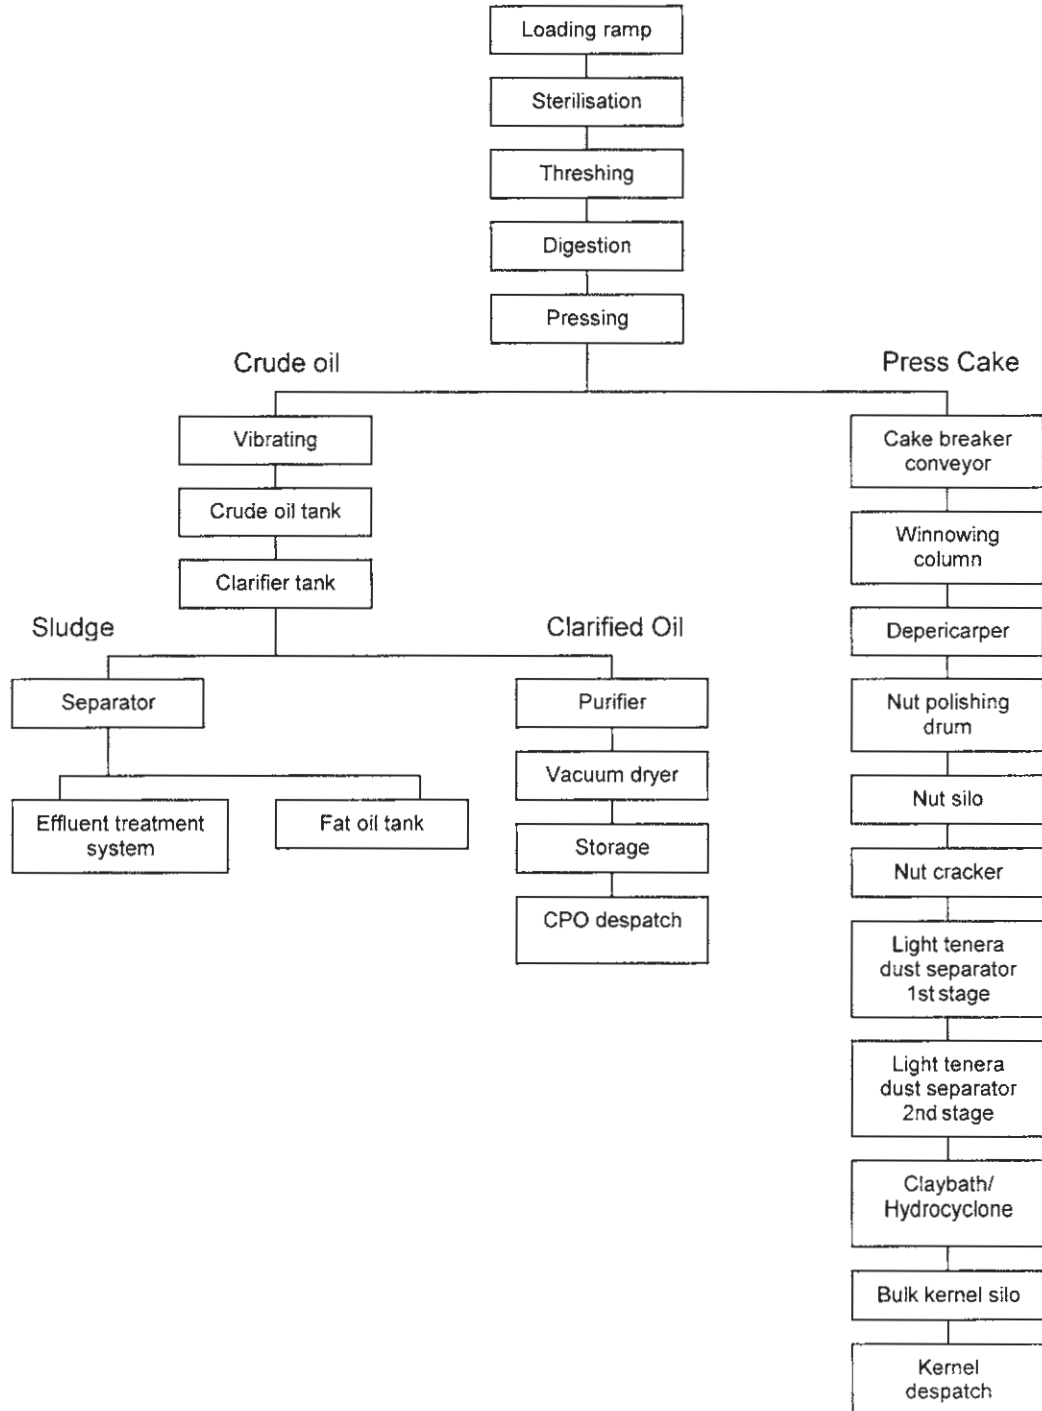 Loading ramp
Sterilisation
Threshing
Digestion
Pressing
Crude oil
Press Cake
Vibrating
Crude oil tank
Clarifier tank
Sludge
Clarified Oil
Separator
Effluent treatment
system
Fat oil tank
Purifier
Vacuum dryer
Storage
CPO despatch
Cake breaker
conveyor
Winnowing
column
Depericarper
Nut polishing
drum
Nut silo
Nut cracker
Light tenera
dust separator
1st stage
Light tenera
dust separator
2nd stage
Claybath/
Hydrocyclone
Bulk kernel silo
Kernel
despatch